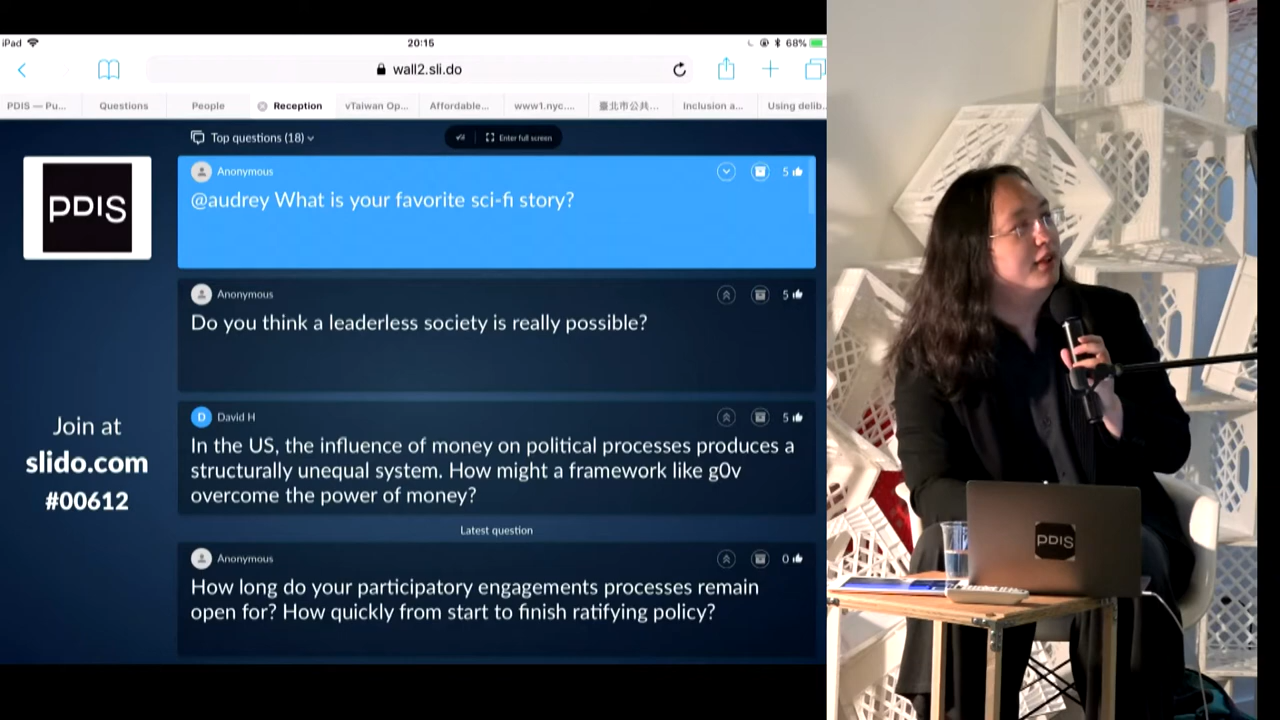 iPad
20:15
68%
wall2.sli.do
PDIS — Pu...
Questions
People
Reception
vTaiwan Op...
Affordable...
www1.nyc....
臺北市公共...
Inclusion a...
Using delib...
Top questions (18)
Enter full screen
PDIS
Anonymous
5
@audrey What is your favorite sci-fi story?
Anonymous
5
Do you think a leaderless society is really possible?
D
David H
5
In the US, the influence of money on political processes produces a
structurally unequal system. How might a framework like g0v
overcome the power of money?
Join at
slido.com
#00612
Latest question
Anonymous
0
How long do your participatory engagements processes remain
open for? How quickly from start to finish ratifying policy?
PDIS